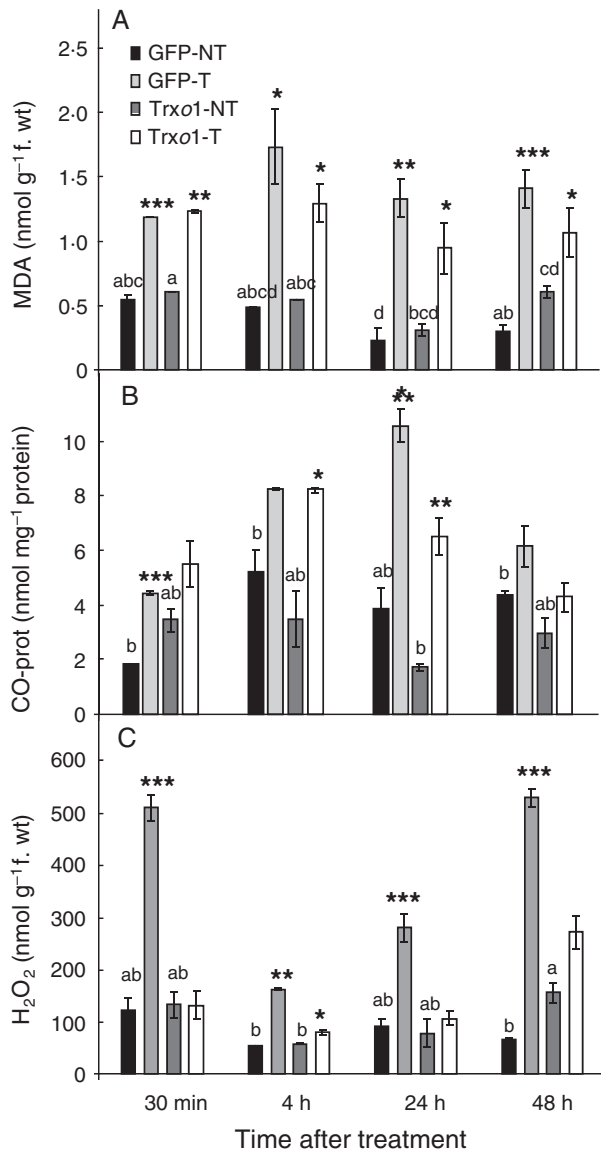 A
GFP-NT
GFP-T
Trxo1-NT
Trxo1-T
MDA (nmol g⁻¹ f. wt)
2·5
2·0
1·5
1·0
0·5
0
abc *** a **
abcd * abc *
d ** bcd *
ab *** cd *
B
CO-prot (nmol mg⁻¹ protein)
10
8
6
4
2
0
b *** ab
b ab *
ab *** b **
b ab
C
H₂O₂ (nmol g⁻¹ f. wt)
600
500
400
300
200
100
0
ab *** ab
b ** b *
ab *** ab
b *** a
30 min 4 h 24 h 48 h
Time after treatment